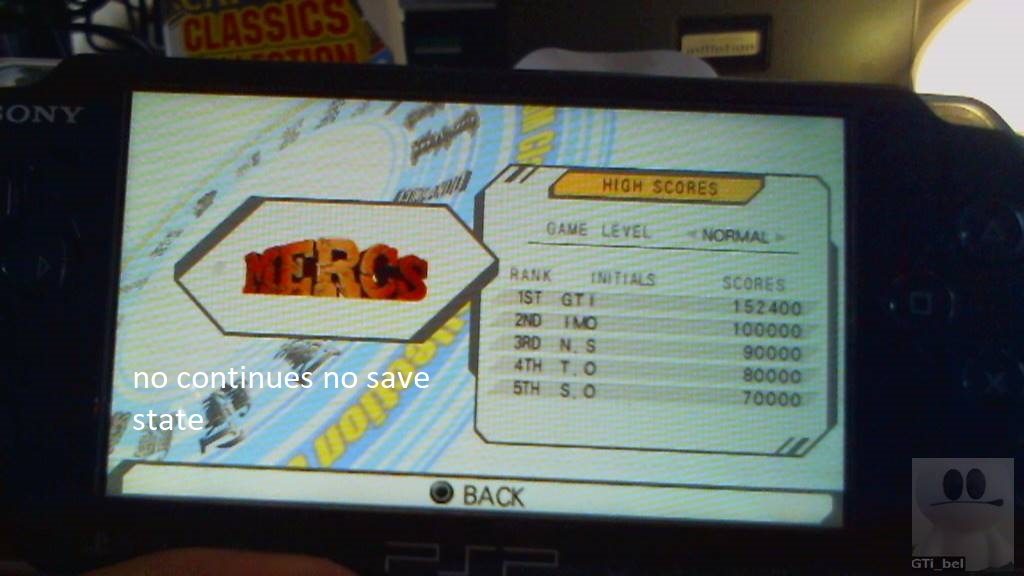 CLASSICS
SONY
MERCS
HIGH SCORES
GAME LEVEL NORMAL
RANK INITIALS SCORES
1ST GTI 152400
2ND IMO 100000
3RD N.S 90000
4TH T.O 80000
5TH S.O 70000
no continues no save
state
BACK
PSP
GTi_bel